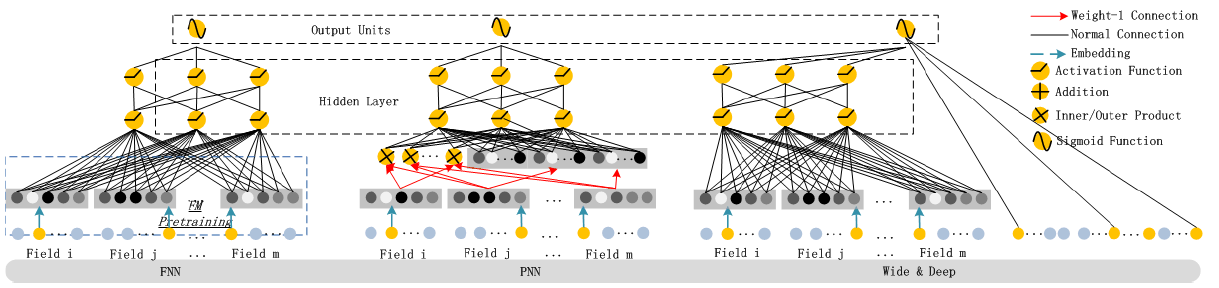 Output Units
Hidden Layer
Weight-1 Connection
Normal Connection
Embedding
Activation Function
Addition
Inner/Outer Product
Sigmoid Function
FM
Pretraining
...
Field i Field j ... Field m
FNN
...
Field i Field j ... Field m
PNN
...
Field i Field j ... Field m
Wide & Deep